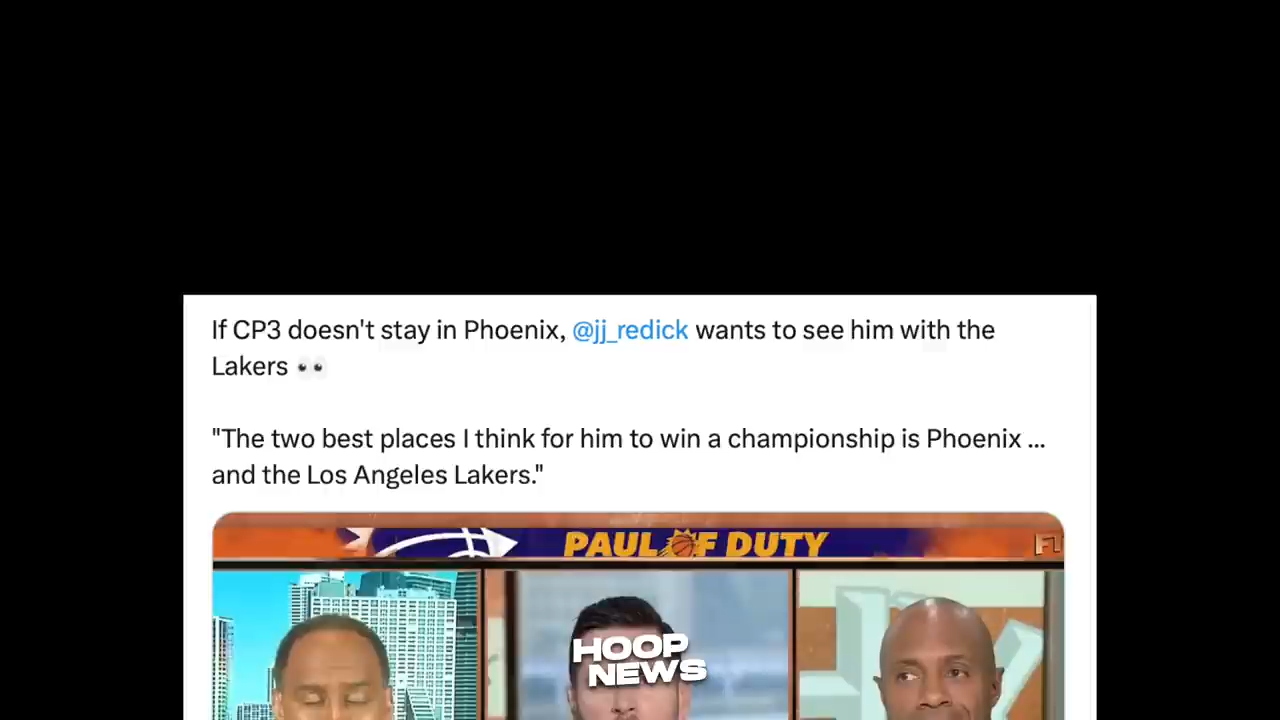 If CP3 doesn't stay in Phoenix, @jj_redick wants to see him with the
Lakers 👀
"The two best places I think for him to win a championship is Phoenix ...
and the Los Angeles Lakers."
PAUL OF DUTY
HOOP
NEWS